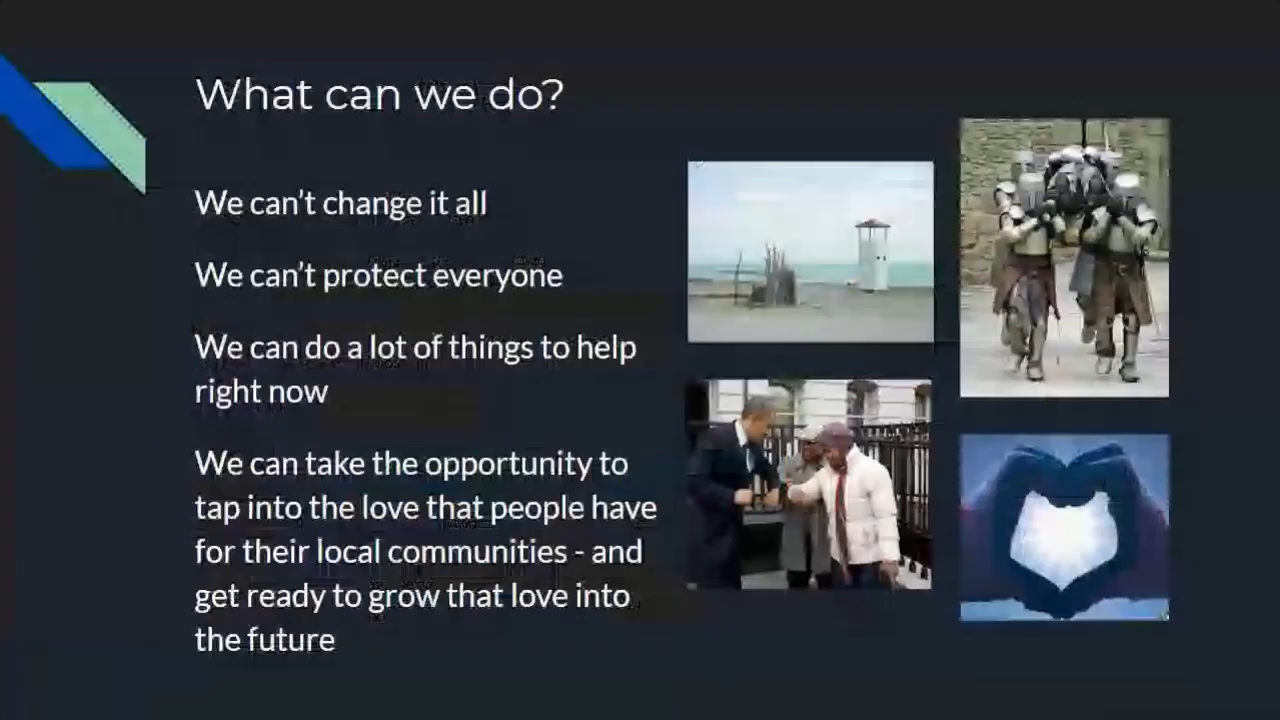 What can we do?
We can't change it all
We can't protect everyone
We can do a lot of things to help
right now
We can take the opportunity to
tap into the love that people have
for their local communities - and
get ready to grow that love into
the future